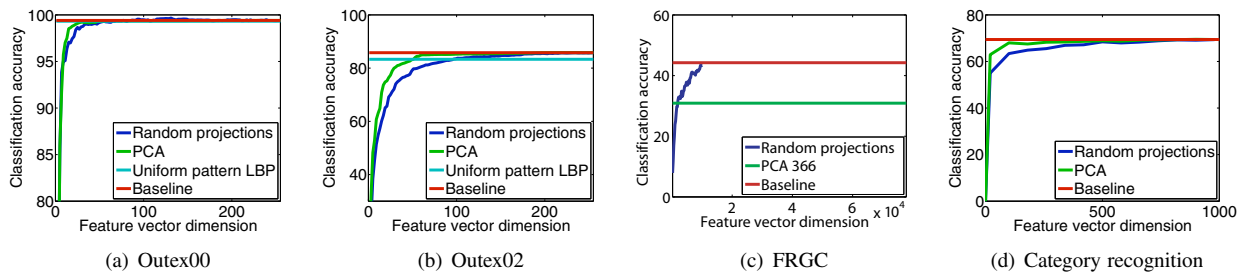 100
95
90
85
80
0
100
200
Classification accuracy
Feature vector dimension
Random projections
PCA
Uniform pattern LBP
Baseline
(a) Outex00
100
80
60
40
0
100
200
Classification accuracy
Feature vector dimension
Random projections
PCA
Uniform pattern LBP
Baseline
(b) Outex02
60
40
20
0
2
4
6
x 10⁴
Classification accuracy
Feature vector dimension
Random projections
PCA 366
Baseline
(c) FRGC
80
60
40
20
0
0
500
1000
Classification accuracy
Feature vector dimension
Random projections
PCA
Baseline
(d) Category recognition